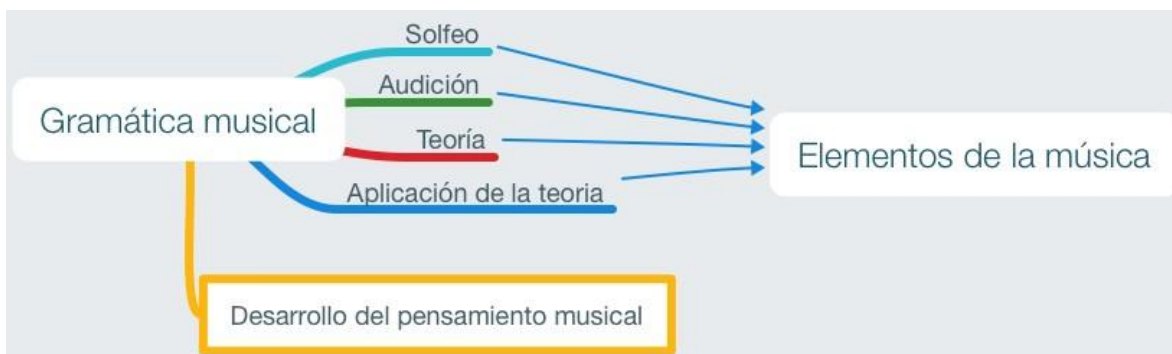 Solfeo
Audición
Gramática musical
Teoría
Elementos de la música
Aplicación de la teoria
Desarrollo del pensamiento musical